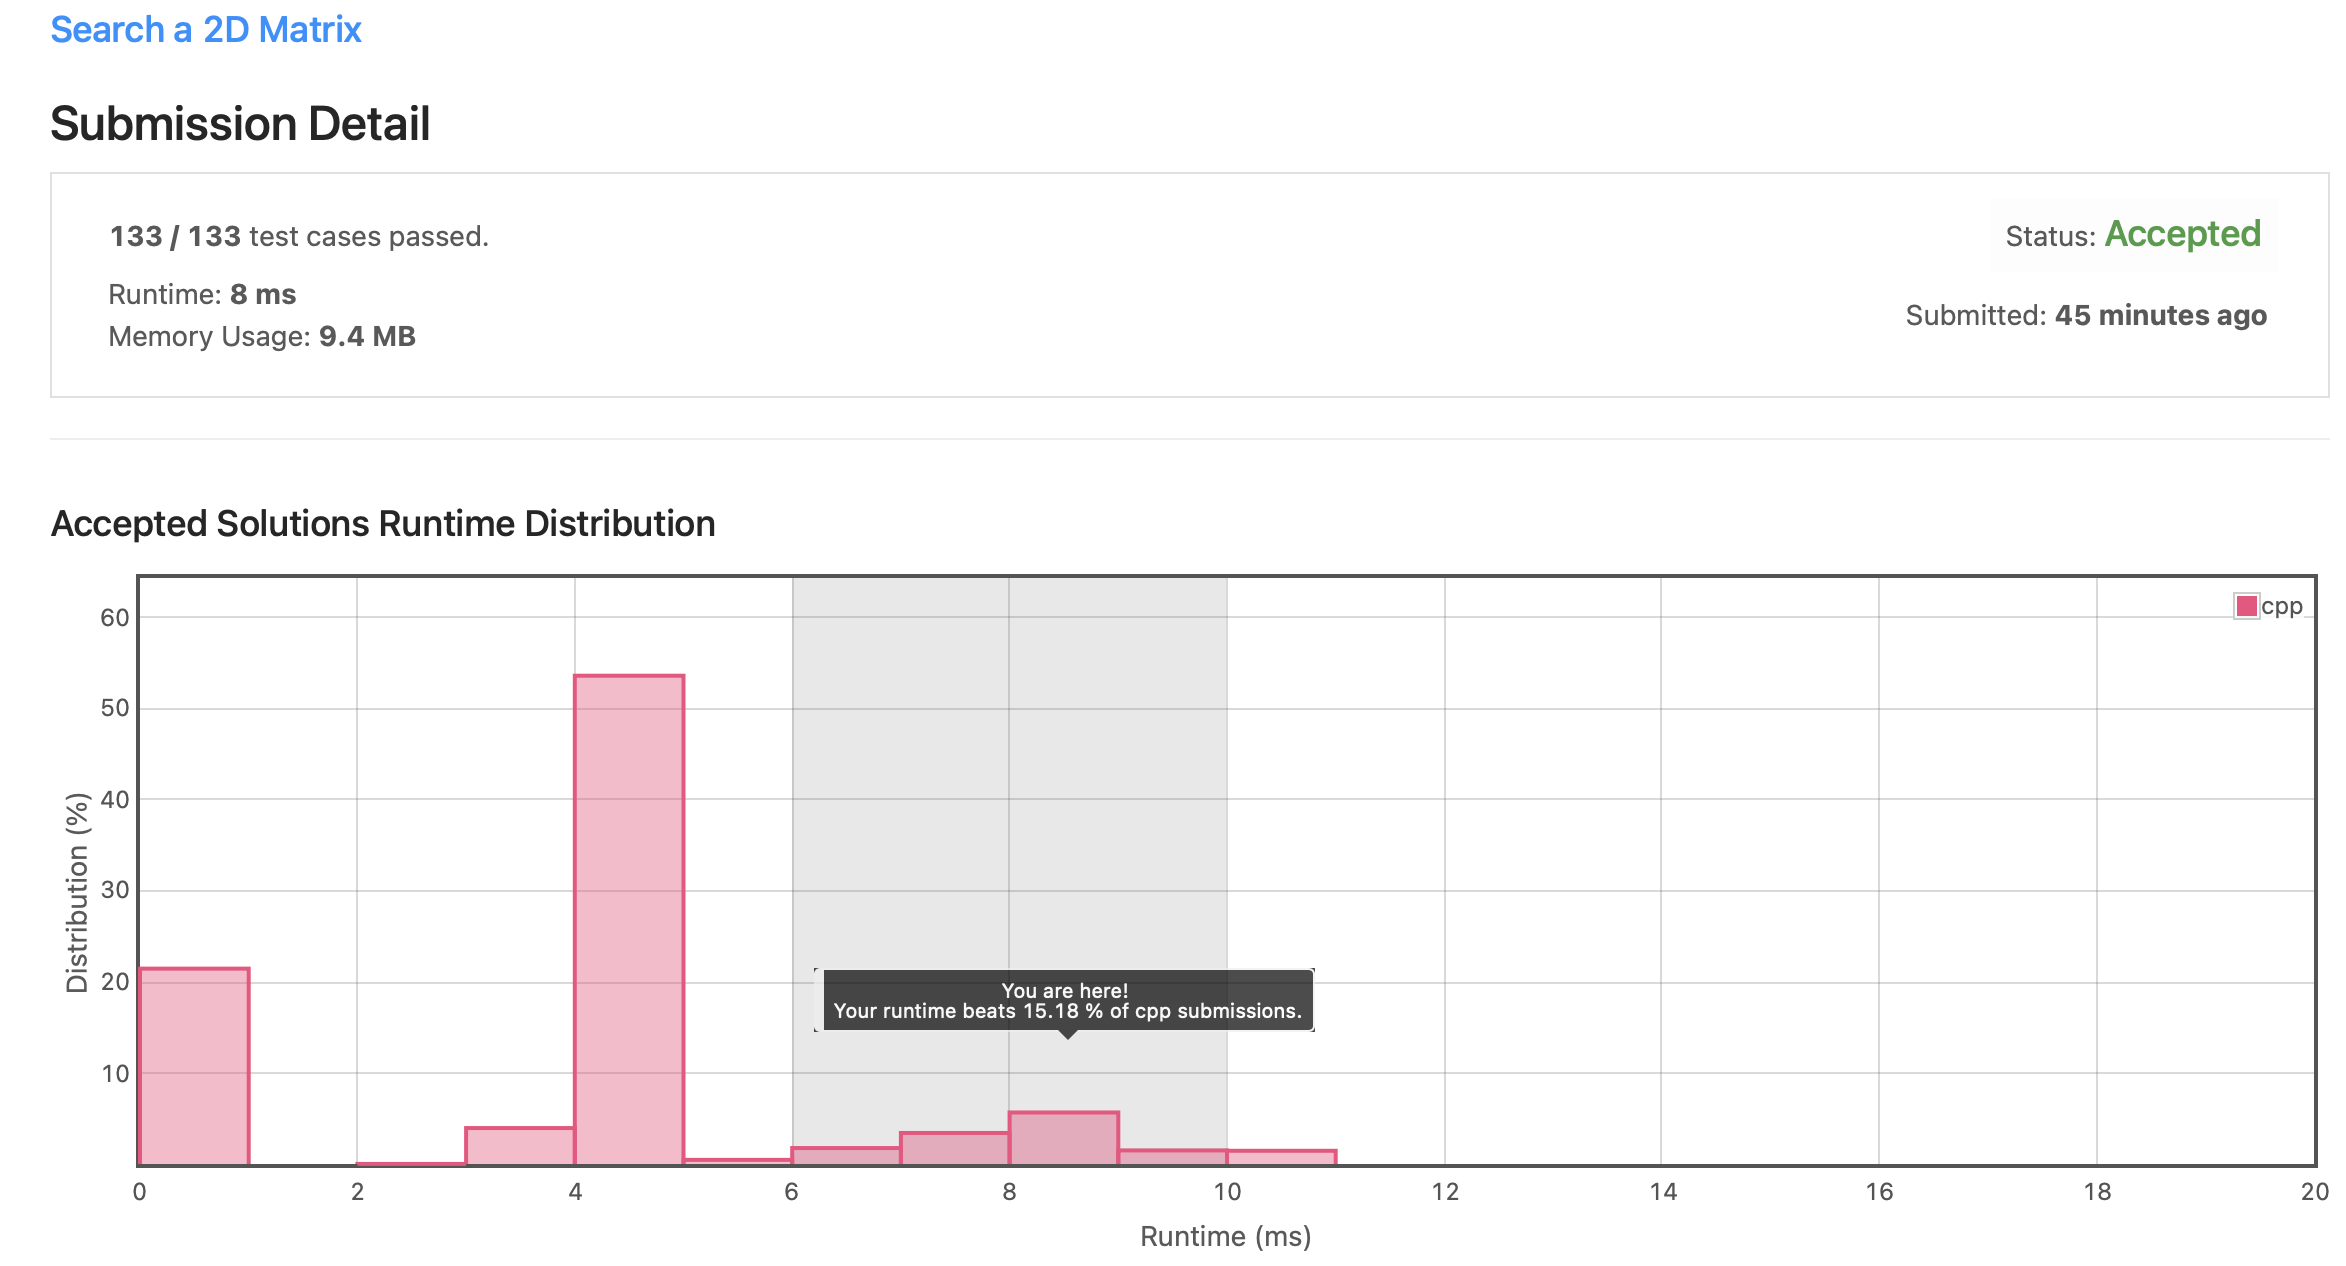 Search a 2D Matrix
Submission Detail
133 / 133 test cases passed.
Status: Accepted
Runtime: 8 ms
Submitted: 45 minutes ago
Memory Usage: 9.4 MB
Accepted Solutions Runtime Distribution
cpp
60
50
40
30
20
10
Distribution (%)
You are here!
Your runtime beats 15.18 % of cpp submissions.
0 2 4 6 8 10 12 14 16 18 20
Runtime (ms)